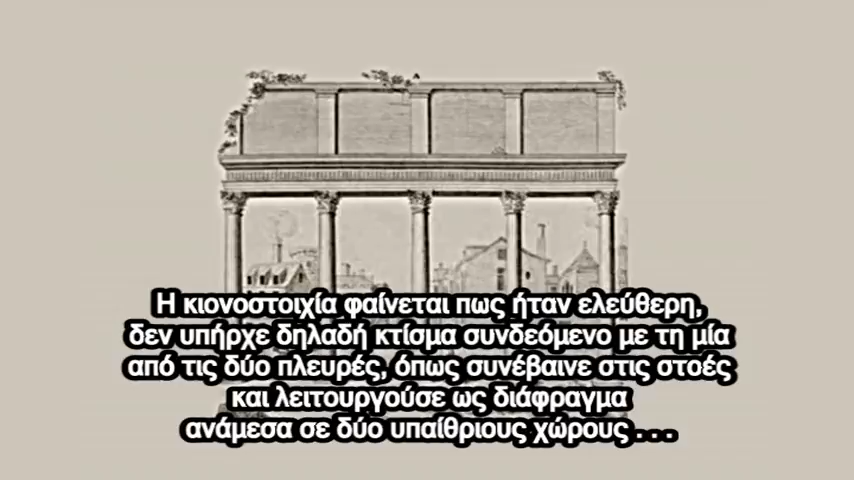 Η κιονοστοιχία φαίνεται πως ήταν ελεύθερη,
δεν υπήρχε δηλαδή κτίσμα συνδεόμενο με τη μία
από τις δύο πλευρές, όπως συνέβαινε στις στοές
και λειτουργούσε ως διάφραγμα
ανάμεσα σε δύο υπαίθριους χώρους . . .